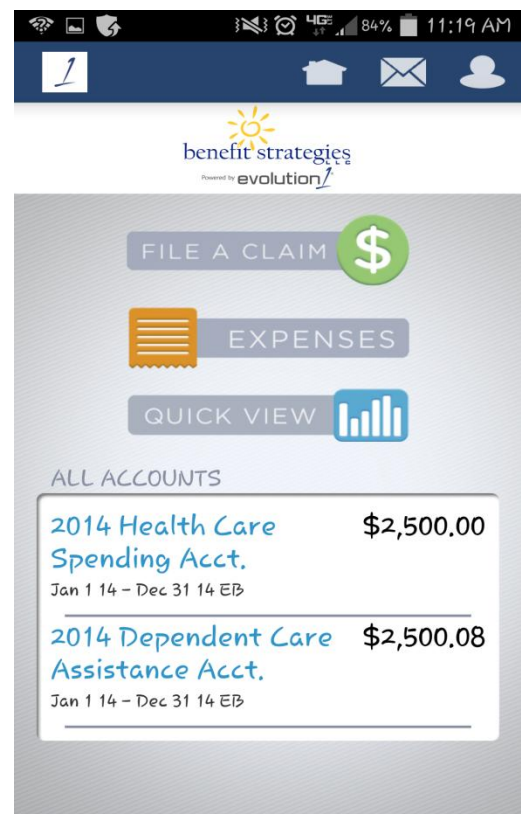 4GE 84% 11:19 AM
1
benefit strategies
Powered by evolution1
FILE A CLAIM $
EXPENSES
QUICK VIEW
ALL ACCOUNTS
2014 Health Care $2,500.00
Spending Acct.
Jan 1 14 – Dec 31 14 EB
2014 Dependent Care $2,500.08
Assistance Acct.
Jan 1 14 – Dec 31 14 EB